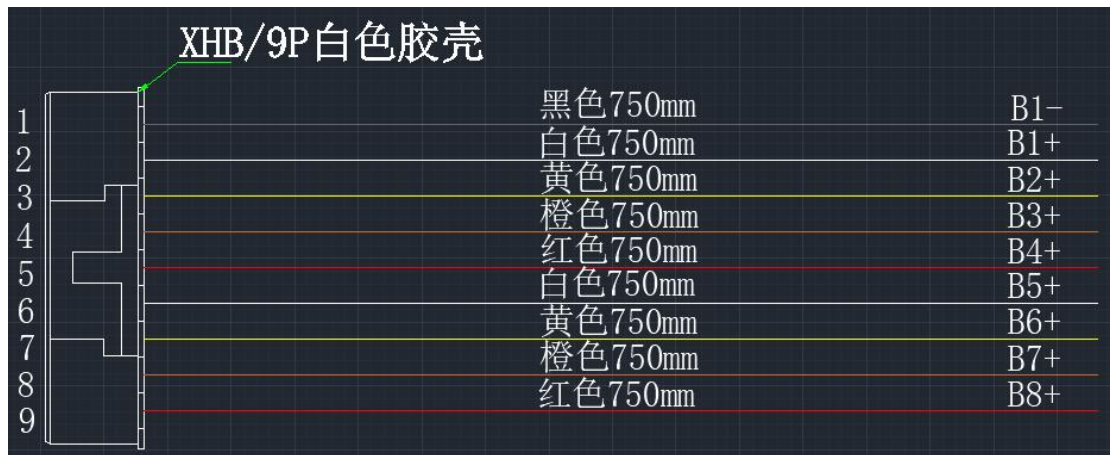 XHB/9P白色胶壳
1 黑色750mm B1-
2 白色750mm B1+
3 黄色750mm B2+
4 橙色750mm B3+
5 红色750mm B4+
6 白色750mm B5+
7 黄色750mm B6+
8 橙色750mm B7+
9 红色750mm B8+